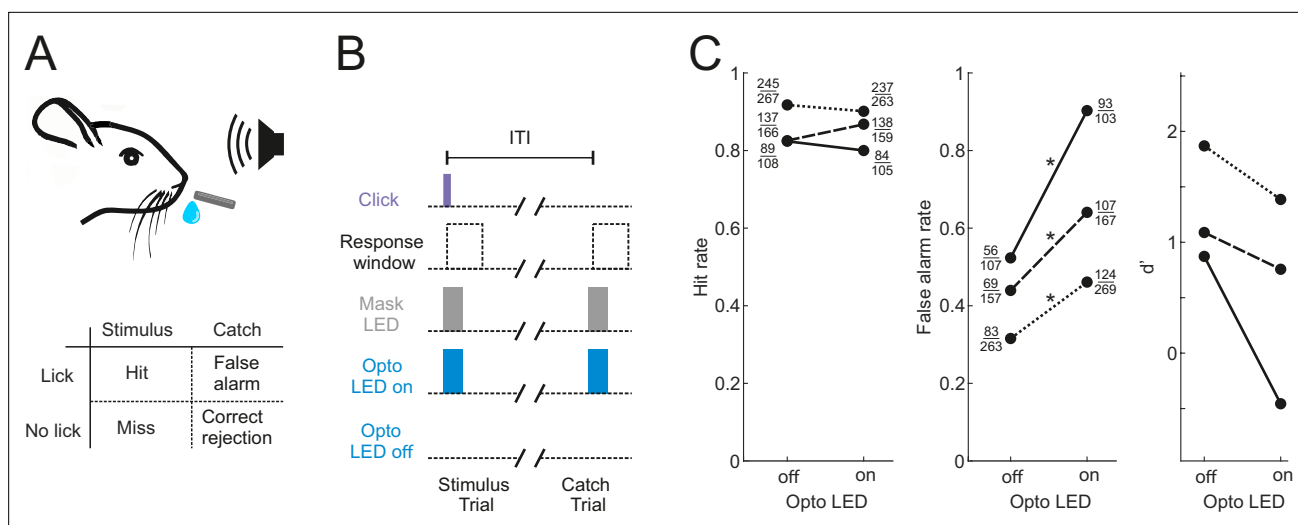 A
Stimulus Catch
Lick Hit False
alarm
No lick Miss Correct
rejection
B
ITI
Click
Response
window
Mask
LED
Opto
LED on
Opto
LED off
Stimulus
Trial
Catch
Trial
C
Hit rate
1
0.8
0.6
0.4
0.2
0
245
267
137
166
89
108
237
263
138
159
84
105
off on
Opto LED
False alarm rate
1
0.8
0.6
0.4
0.2
0
56
107
69
157
83
263
93
103
107
167
124
269
*
*
*
off on
Opto LED
d'
2
1
0
off on
Opto LED